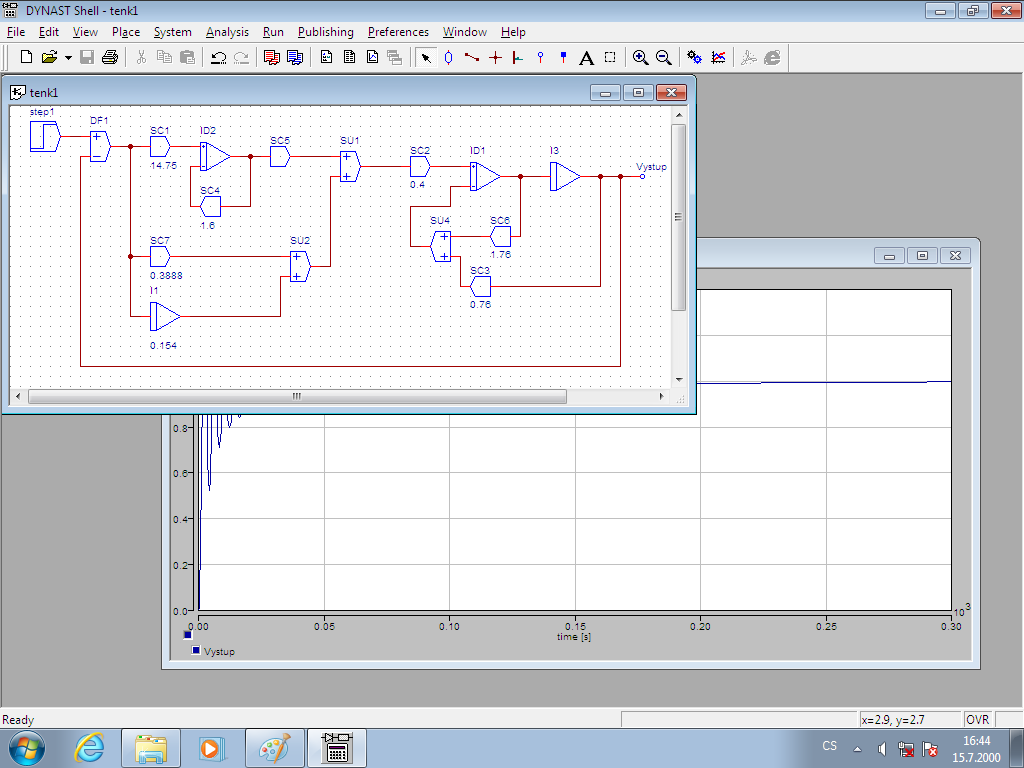 DYNAST Shell - tenk1
File Edit View Place System Analysis Run Publishing Preferences Window Help
tenk1
step1
DF1
SC1
14.75
ID2
SC4
1.6
SC5
SU1
SC2
0.4
ID1
I3
Vystup
SU4
SC6
1.76
SC3
0.76
SC7
0.3888
SU2
I1
0.154
0.8
0.6
0.4
0.2
0.0
0.00 0.05 0.10 0.15 0.20 0.25 0.30
10³
time [s]
Vystup
Ready
x=2.9, y=2.7
OVR
CS
16:44
15.7.2000